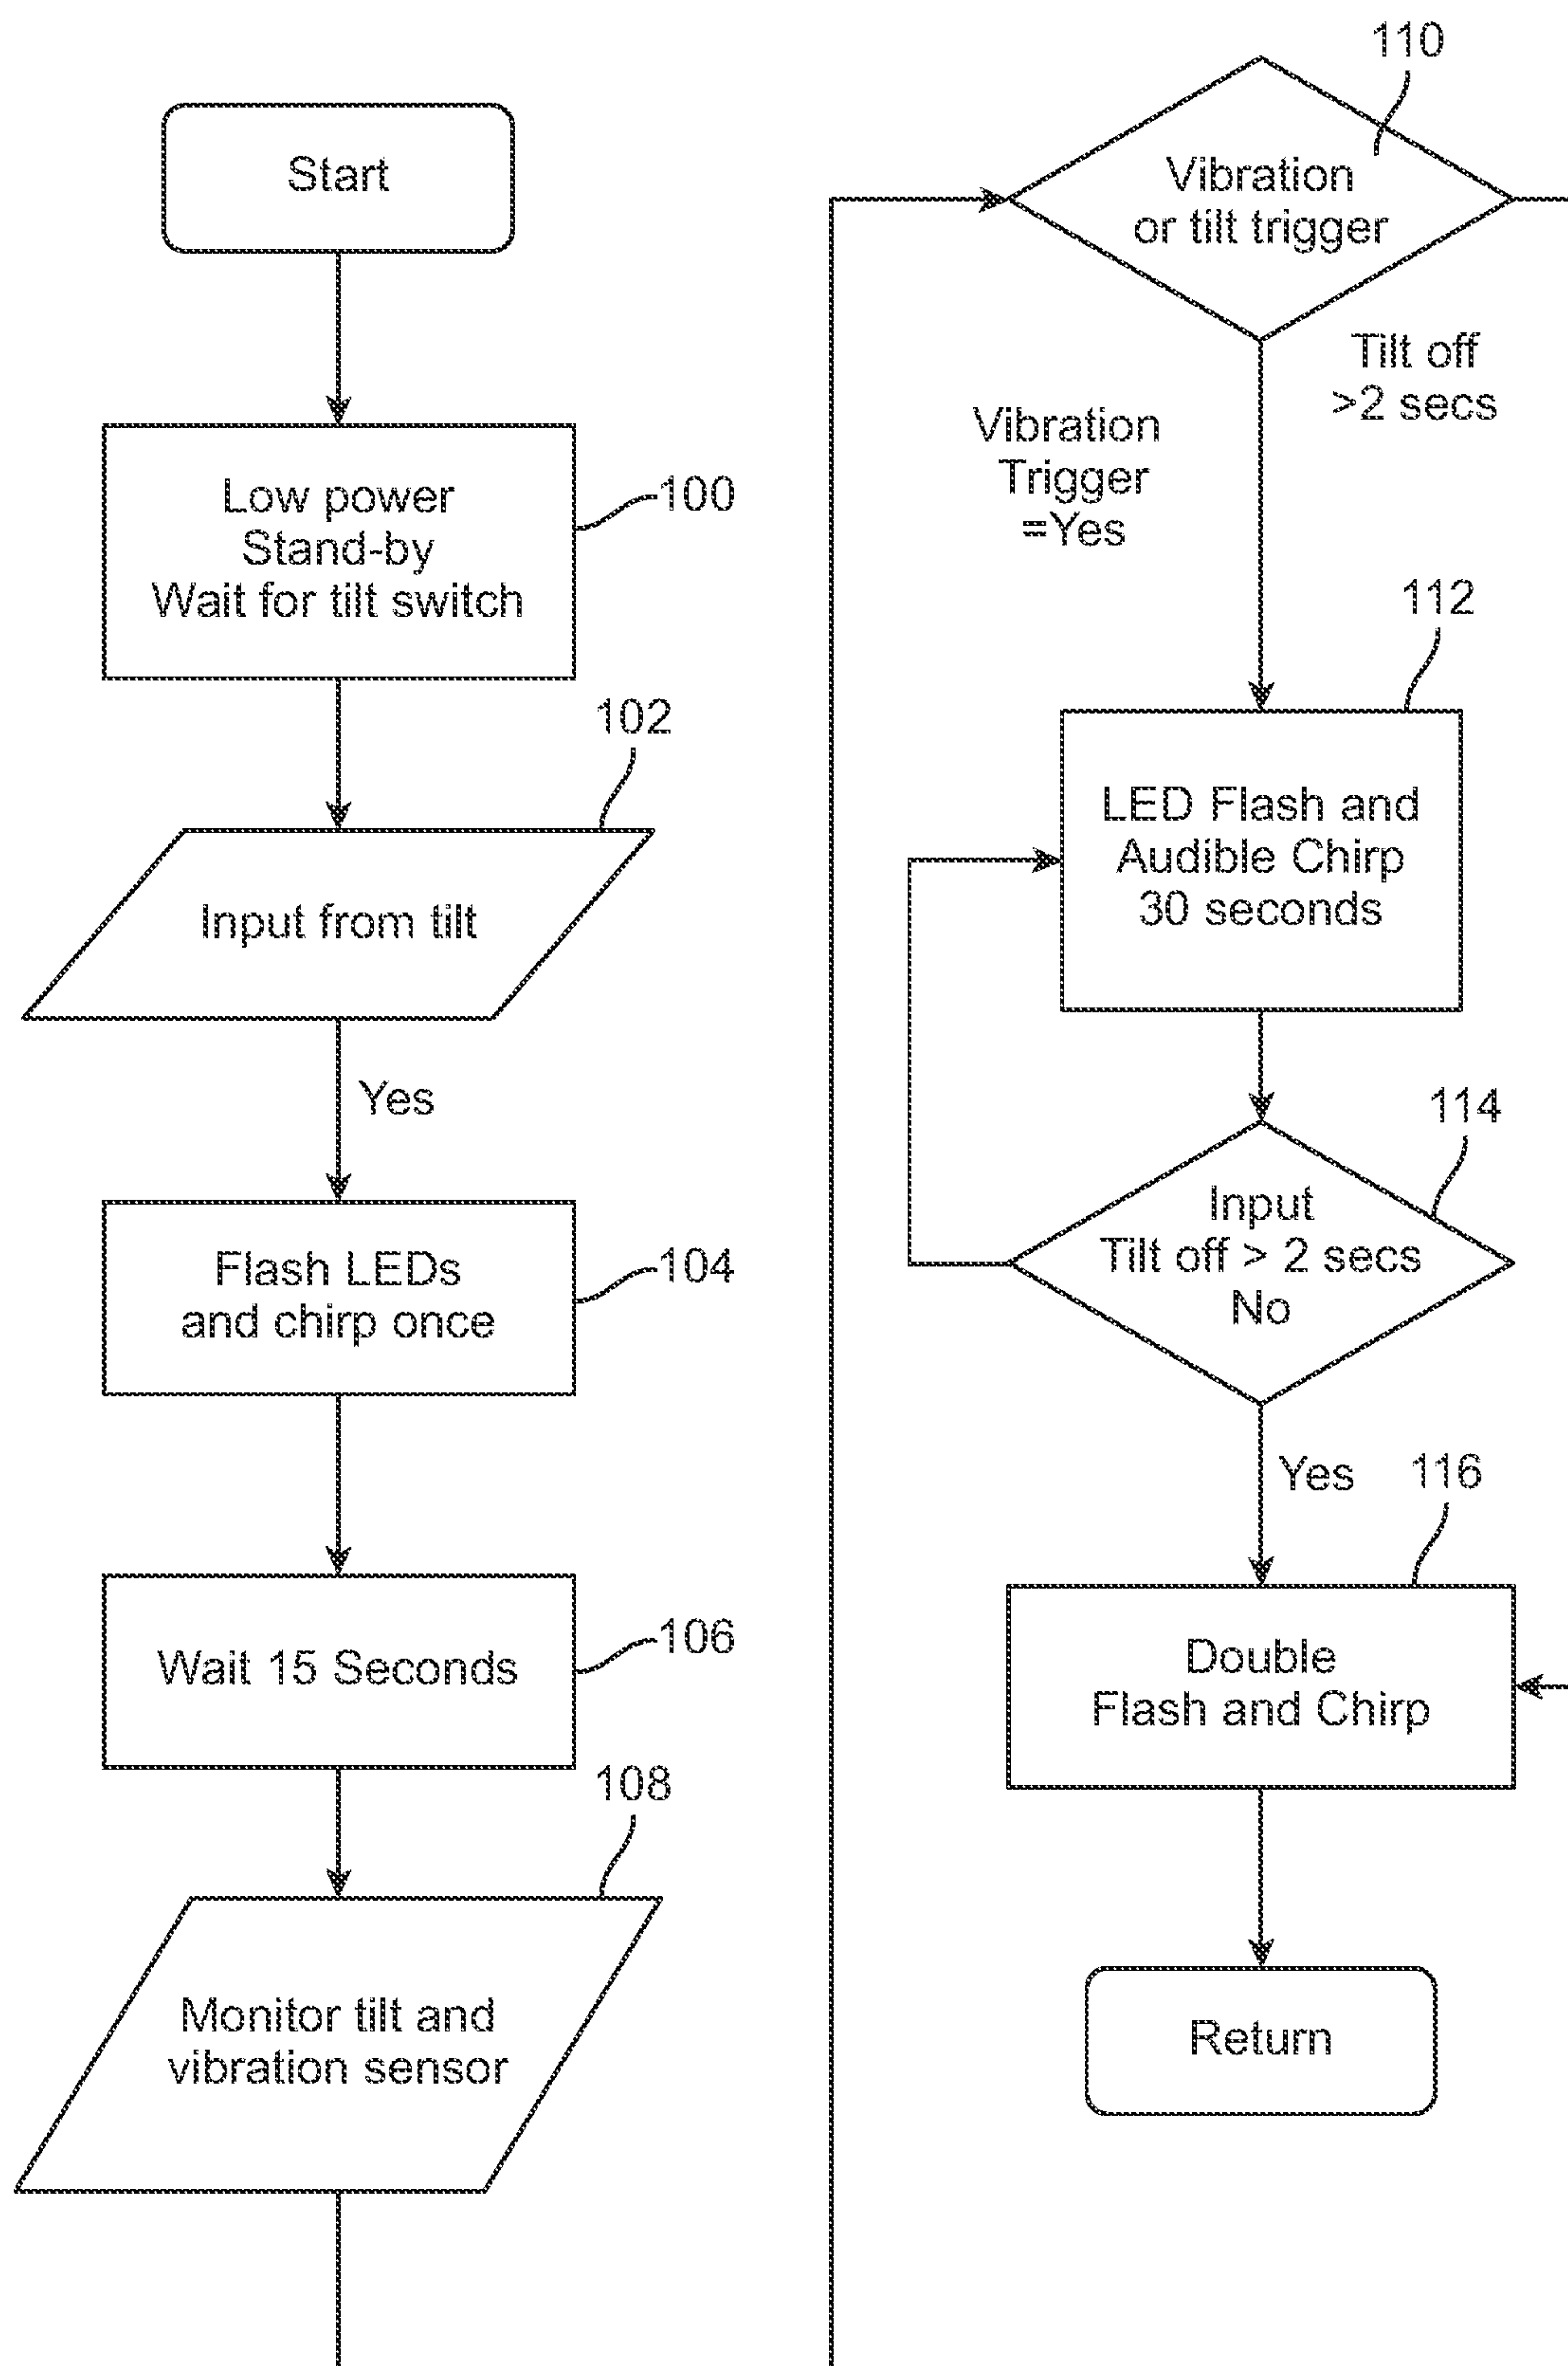 Start
Low power
Stand-by
Wait for tilt switch
100
102
Input from tilt
Yes
Flash LEDs
and chirp once
104
Wait 15 Seconds
106
108
Monitor tilt and
vibration sensor
110
Vibration
or tilt trigger
Tilt off
>2 secs
Vibration
Trigger
=Yes
112
LED Flash and
Audible Chirp
30 seconds
114
Input
Tilt off > 2 secs
No
Yes
116
Double
Flash and Chirp
Return